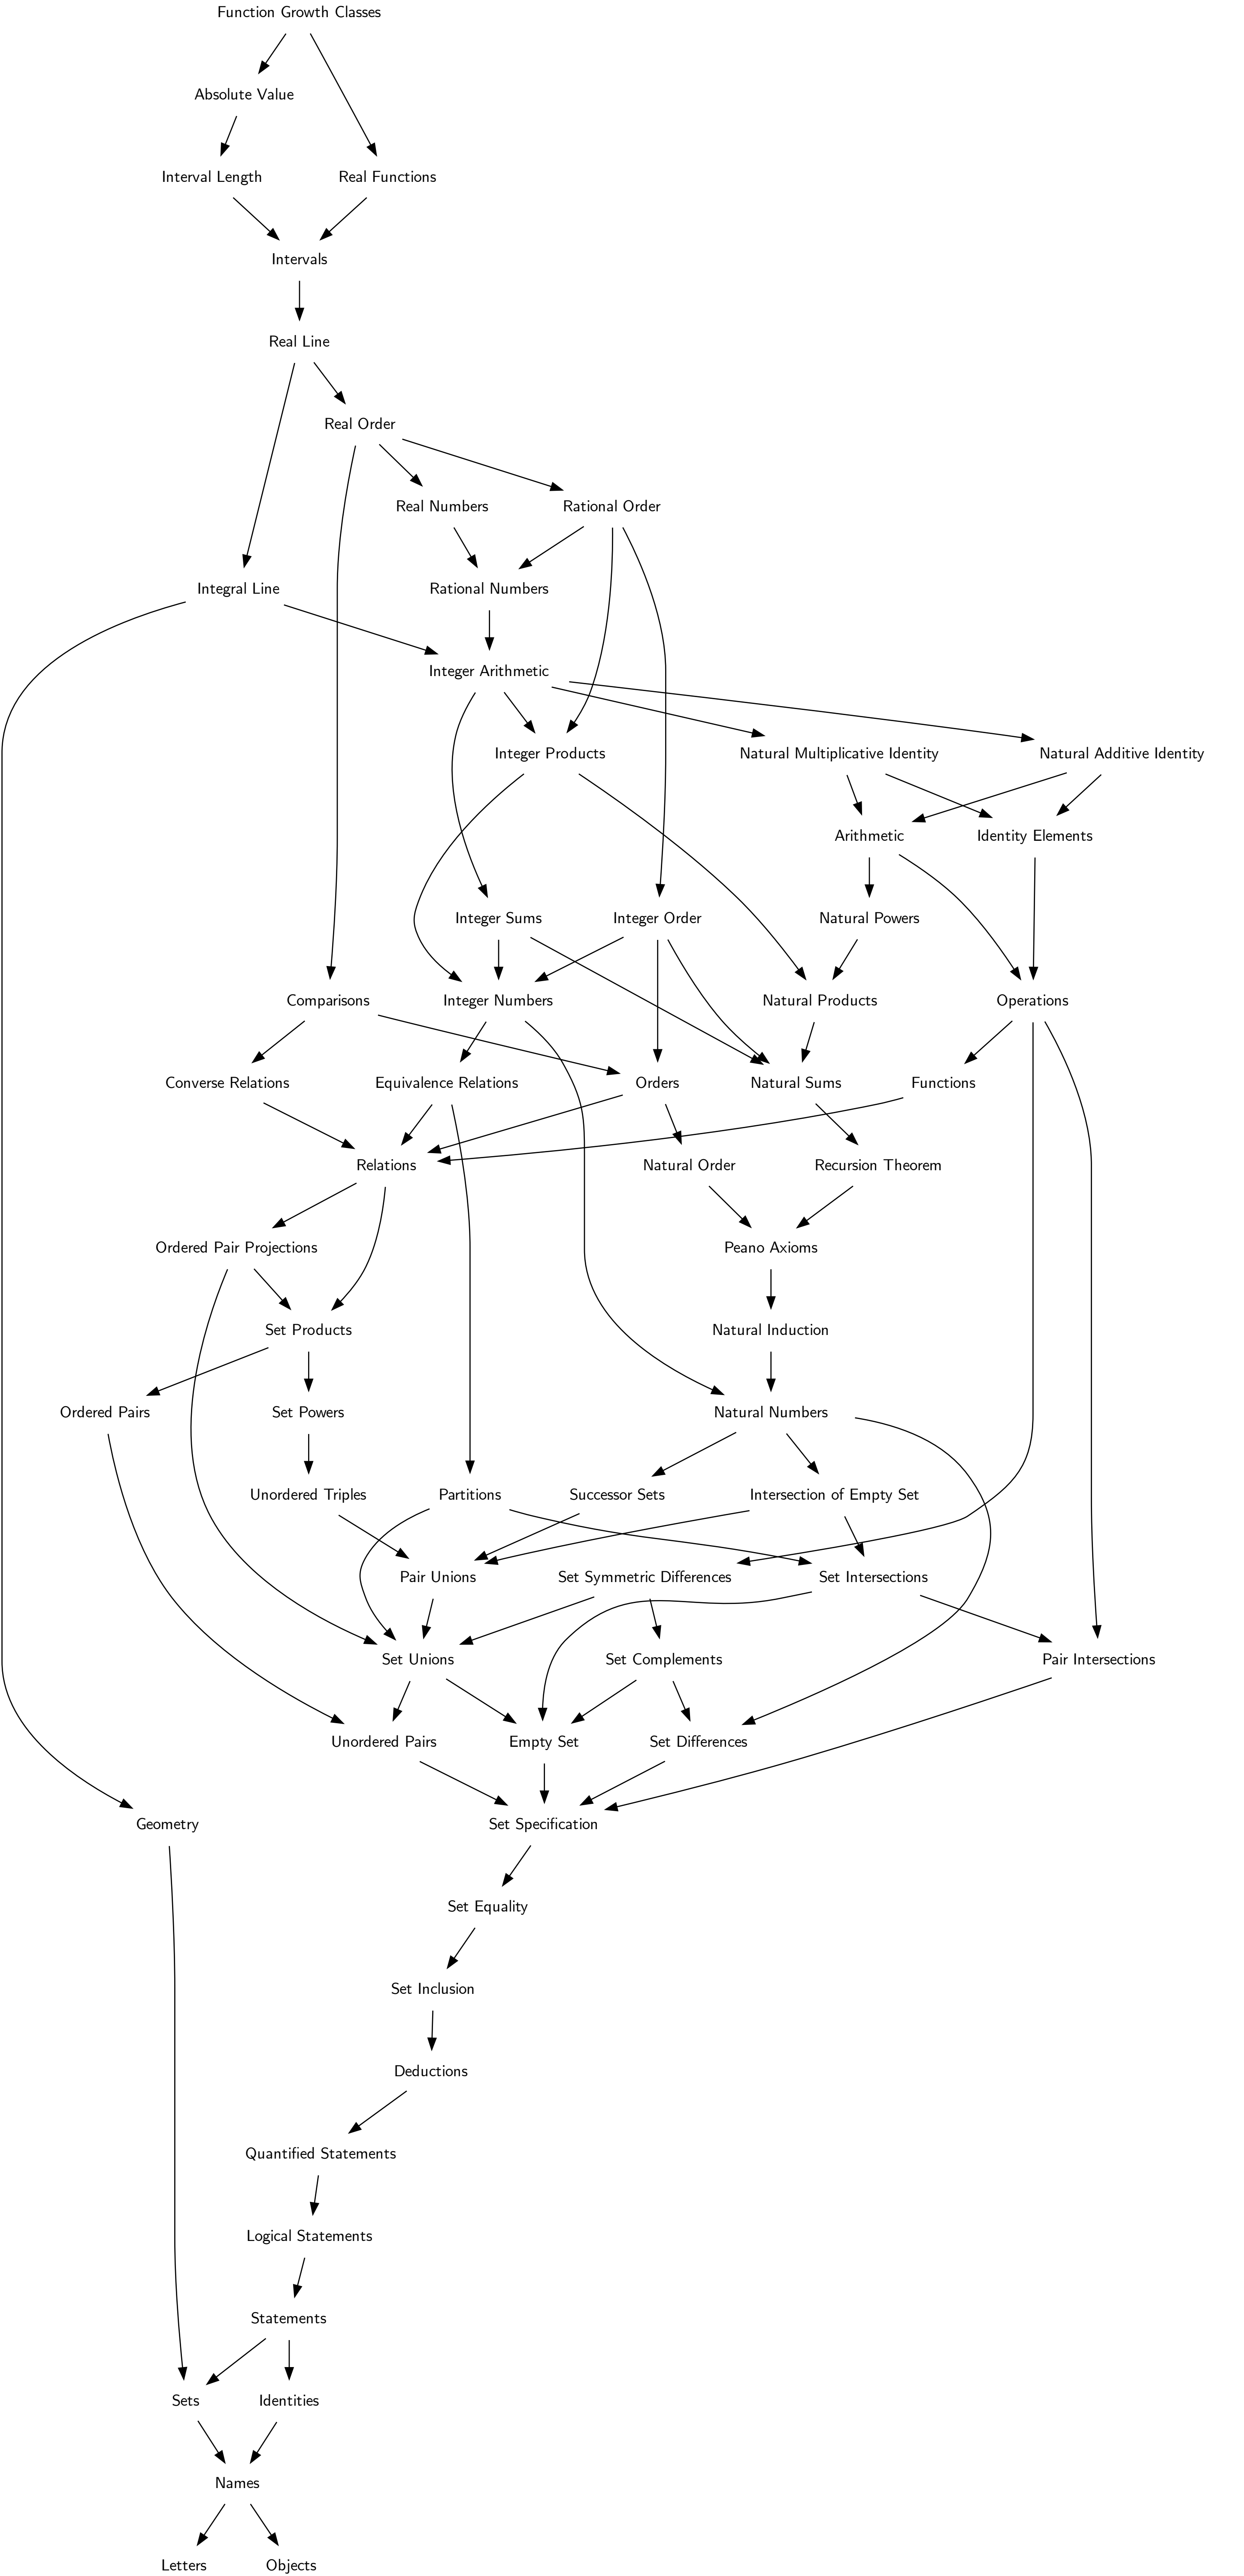 Function Growth Classes
Absolute Value
Interval Length
Real Functions
Intervals
Real Line
Real Order
Real Numbers
Rational Order
Integral Line
Rational Numbers
Integer Arithmetic
Integer Products
Natural Multiplicative Identity
Natural Additive Identity
Arithmetic
Identity Elements
Integer Sums
Integer Order
Natural Powers
Comparisons
Integer Numbers
Natural Products
Operations
Converse Relations
Equivalence Relations
Orders
Natural Sums
Functions
Relations
Natural Order
Recursion Theorem
Ordered Pair Projections
Peano Axioms
Set Products
Natural Induction
Ordered Pairs
Set Powers
Natural Numbers
Unordered Triples
Partitions
Successor Sets
Intersection of Empty Set
Pair Unions
Set Symmetric Differences
Set Intersections
Set Unions
Set Complements
Pair Intersections
Unordered Pairs
Empty Set
Set Differences
Geometry
Set Specification
Set Equality
Set Inclusion
Deductions
Quantified Statements
Logical Statements
Statements
Sets
Identities
Names
Letters
Objects